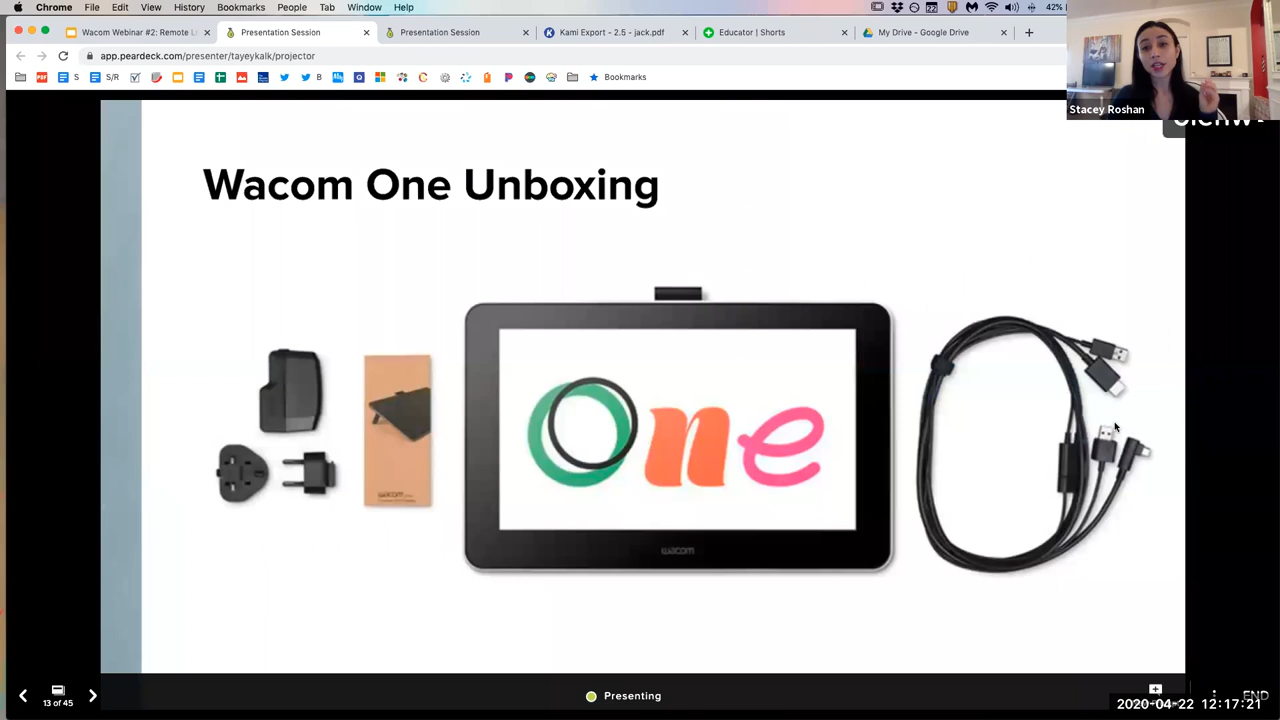 Chrome File Edit View History Bookmarks People Tab Window Help 42%
Wacom Webinar #2: Remote L Presentation Session Presentation Session Kami Export - 2.5 - jack.pdf Educator | Shorts My Drive - Google Drive
app.peardeck.com/presenter/tayeykalk/projector
S S/R B Bookmarks
Stacey Roshan
Wacom One Unboxing
One
wacom
wacom
13 of 45
Presenting
END
2020-04-22 12:17:21